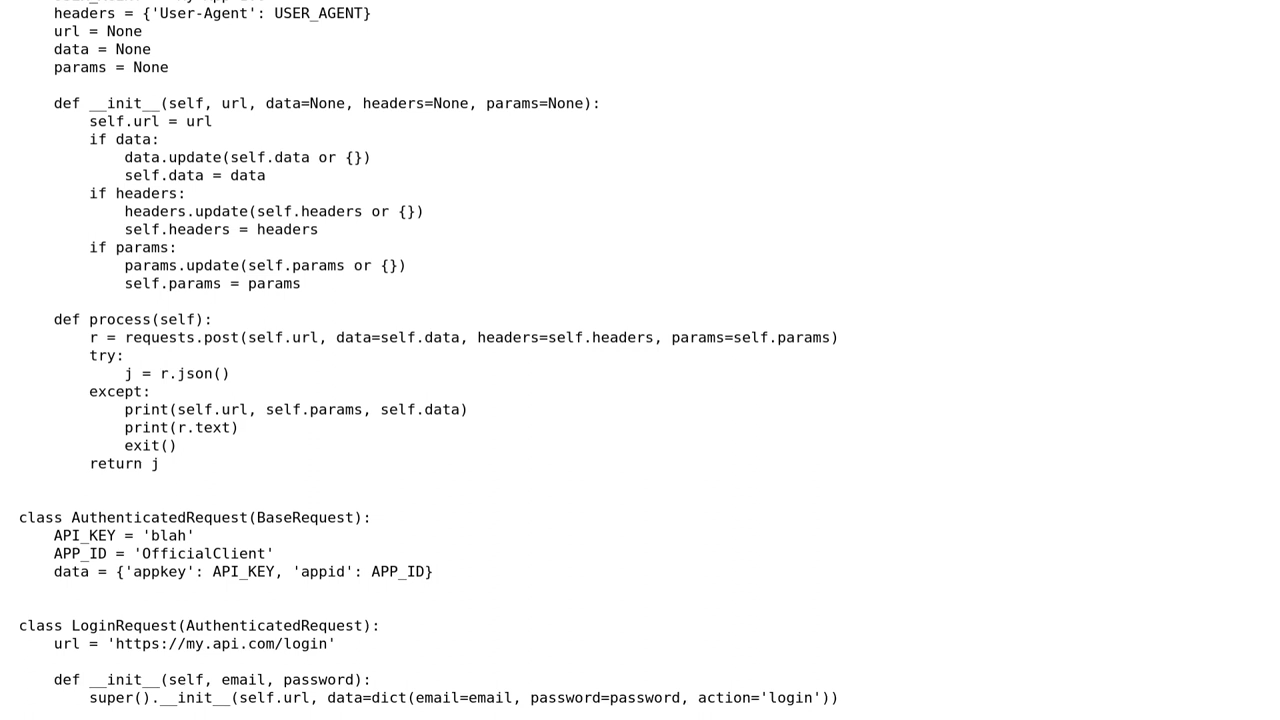 headers = {'User-Agent': USER_AGENT}
url = None
data = None
params = None
def __init__(self, url, data=None, headers=None, params=None):
self.url = url
if data:
data.update(self.data or {})
self.data = data
if headers:
headers.update(self.headers or {})
self.headers = headers
if params:
params.update(self.params or {})
self.params = params
def process(self):
r = requests.post(self.url, data=self.data, headers=self.headers, params=self.params)
try:
j = r.json()
except:
print(self.url, self.params, self.data)
print(r.text)
exit()
return j
class AuthenticatedRequest(BaseRequest):
API_KEY = 'blah'
APP_ID = 'OfficialClient'
data = {'appkey': API_KEY, 'appid': APP_ID}
class LoginRequest(AuthenticatedRequest):
url = 'https://my.api.com/login'
def __init__(self, email, password):
super().__init__(self.url, data=dict(email=email, password=password, action='login'))